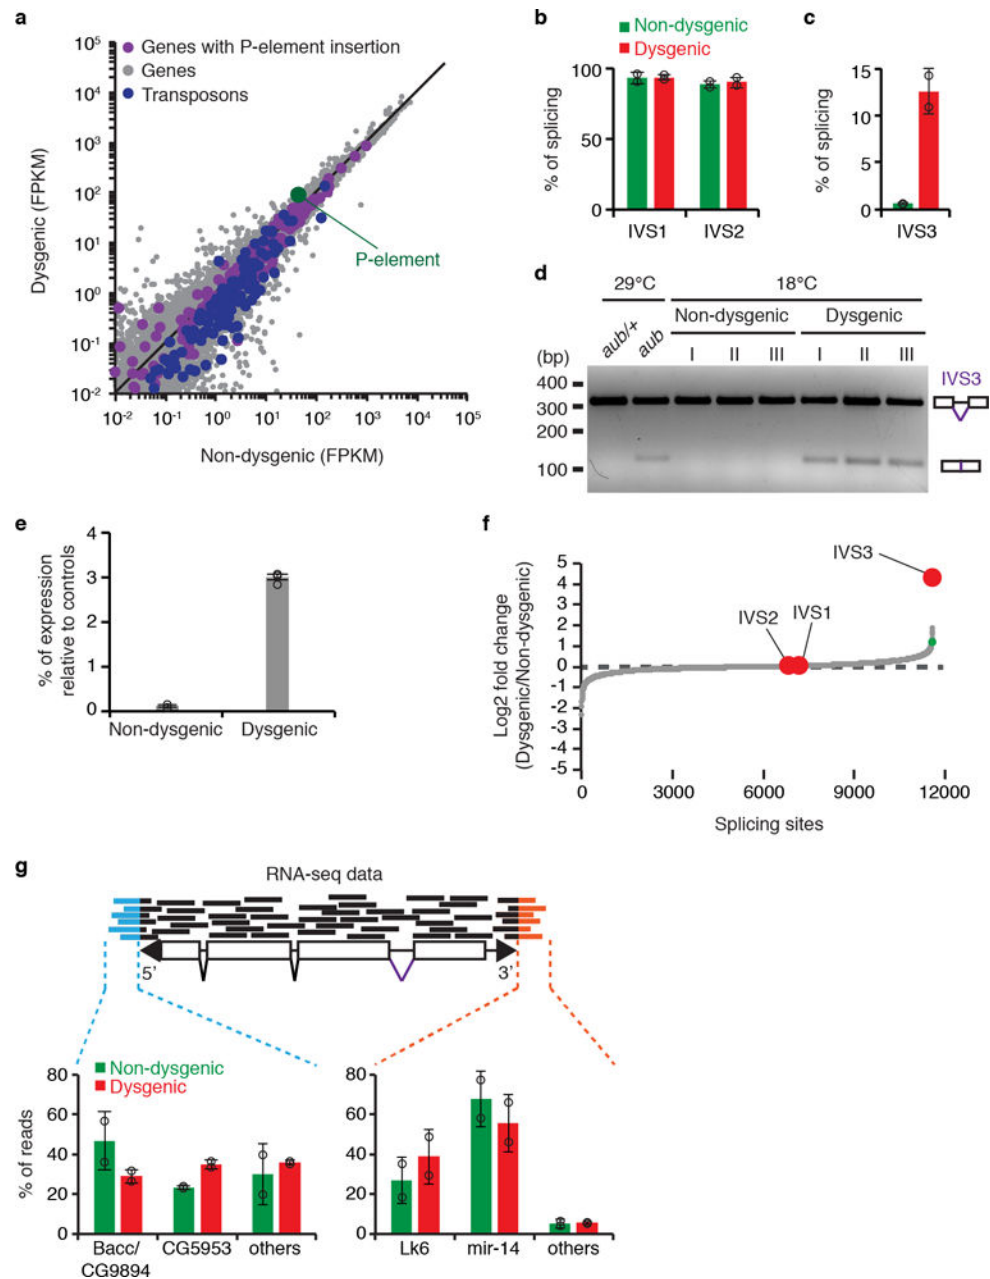 a
Genes with P-element insertion
Genes
Transposons
Dysgenic (FPKM)
10^5
10^4
10^3
10^2
10^1
10^0
10^-1
10^-2
P-element
10^-2 10^-1 10^0 10^1 10^2 10^3 10^4 10^5
Non-dysgenic (FPKM)
b
Non-dysgenic
Dysgenic
% of splicing
100
50
0
IVS1 IVS2
c
% of splicing
15
10
5
0
IVS3
d
29°C 18°C
aub/+ aub Non-dysgenic Dysgenic
I II III I II III
(bp)
400
300
200
100
IVS3
e
% of expression
relative to controls
4
3
2
1
0
Non-dysgenic Dysgenic
f
Log2 fold change
(Dysgenic/Non-dysgenic)
5
4
3
2
1
0
-1
-2
-3
-4
-5
IVS3
IVS2 IVS1
0 3000 6000 9000 12000
Splicing sites
g
RNA-seq data
5' 3'
Non-dysgenic
Dysgenic
% of reads
80
60
40
20
0
Bacc/
CG9894
CG5953 others
80
60
40
20
0
Lk6 mir-14 others